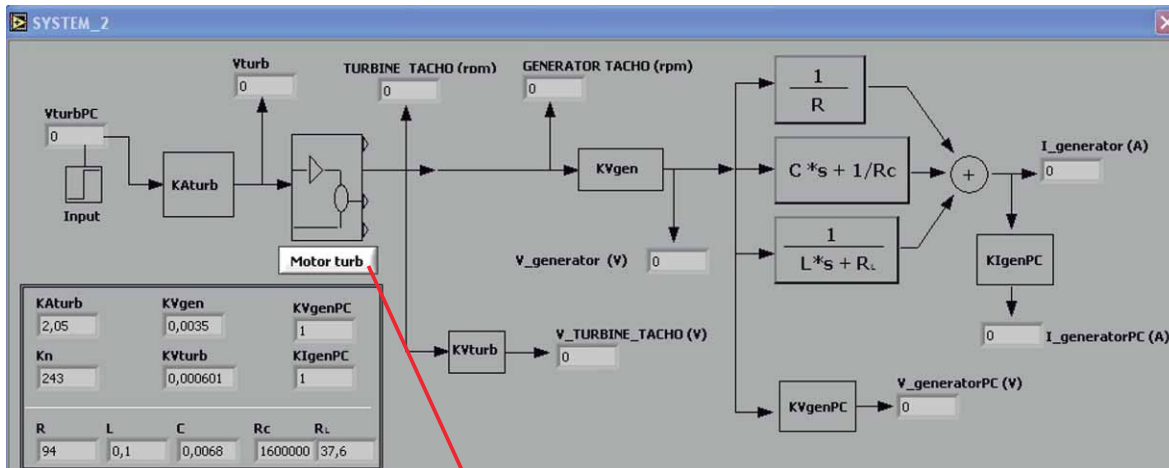 SYSTEM_2
Vturb
0
TURBINE_TACHO (rpm)
0
GENERATOR TACHO (rpm)
0
VturbPC
0
Input
KAturb
Motor turb
KVgen
V_generator (V)
0
1
R
C *s + 1/Rc
1
L*s + RL
+
I_generator (A)
0
KIgenPC
0
I_generatorPC (A)
KVturb
V_TURBINE_TACHO (V)
0
KVgenPC
V_generatorPC (V)
0
KAturb
2,05
KVgen
0,0035
KVgenPC
1
Kn
243
KVturb
0,000601
KIgenPC
1
R
94
L
0,1
C
0,0068
Rc
1600000
RL
37,6